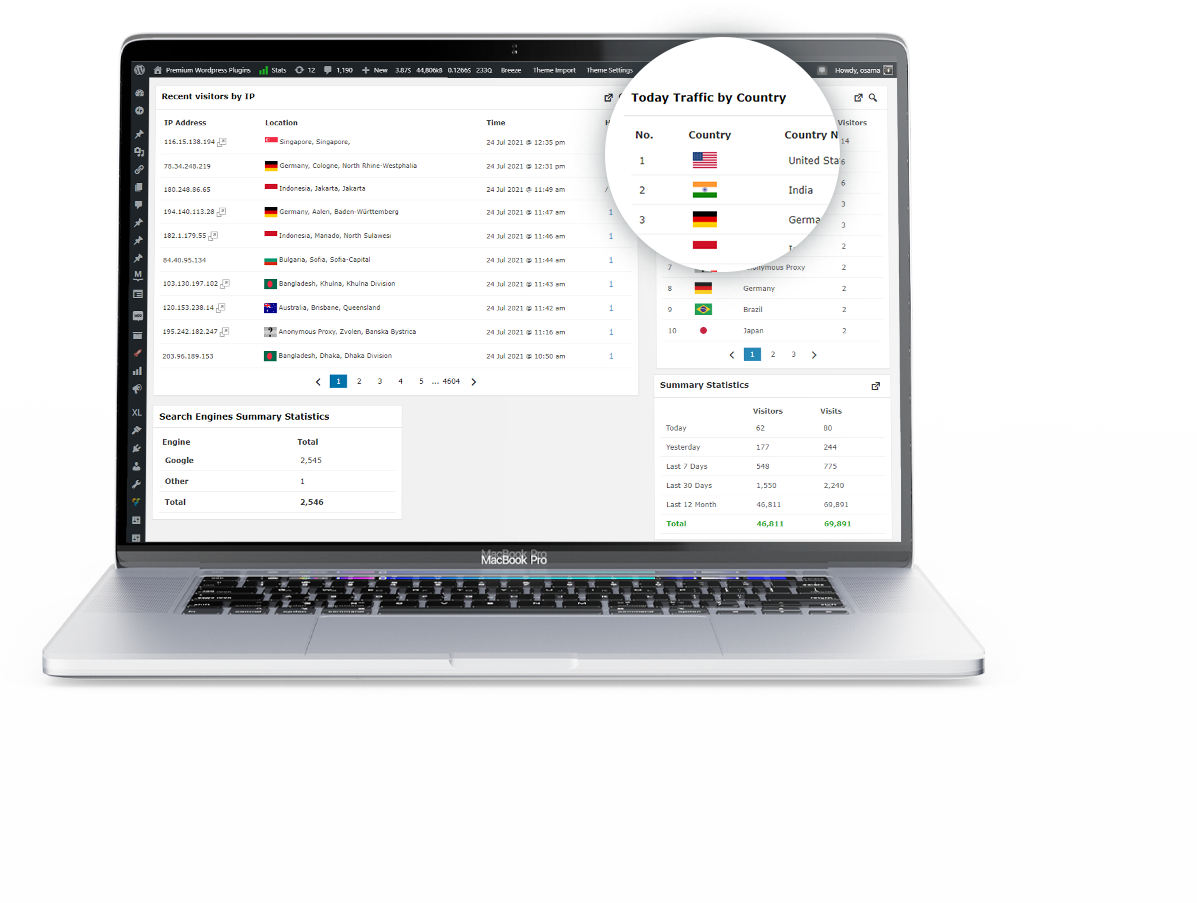 Premium Wordpress Plugins Stats 12 1,190 New 3.87S 44,806kB 0.1266S 233Q Breeze Theme Import Theme Settings Howdy, osama
Recent visitors by IP
IP Address Location Time
116.15.138.194 Singapore, Singapore, 24 Jul 2021 @ 12:35 pm
78.34.248.219 Germany, Cologne, North Rhine-Westphalia 24 Jul 2021 @ 12:31 pm
180.248.86.65 Indonesia, Jakarta, Jakarta 24 Jul 2021 @ 11:49 am
194.140.113.28 Germany, Aalen, Baden-Württemberg 24 Jul 2021 @ 11:47 am 1
182.1.179.55 Indonesia, Manado, North Sulawesi 24 Jul 2021 @ 11:46 am 1
84.40.95.134 Bulgaria, Sofia, Sofia-Capital 24 Jul 2021 @ 11:44 am 1
103.130.197.102 Bangladesh, Khulna, Khulna Division 24 Jul 2021 @ 11:43 am 1
120.153.238.14 Australia, Brisbane, Queensland 24 Jul 2021 @ 11:42 am 1
195.242.182.247 Anonymous Proxy, Zvolen, Banska Bystrica 24 Jul 2021 @ 11:16 am 1
203.96.189.153 Bangladesh, Dhaka, Dhaka Division 24 Jul 2021 @ 10:50 am 1
1 2 3 4 5 ... 4604
Today Traffic by Country
No. Country Country N Visitors
1 United Sta 14
2 India 6
3 Germa 6
3
3
2
7 Anonymous Proxy 2
8 Germany 2
9 Brazil 2
10 Japan 2
1 2 3
Search Engines Summary Statistics
Engine Total
Google 2,545
Other 1
Total 2,546
Summary Statistics
Visitors Visits
Today 62 80
Yesterday 177 244
Last 7 Days 548 775
Last 30 Days 1,550 2,240
Last 12 Month 46,811 69,891
Total 46,811 69,891
XL
MacBook Pro
MacBook Pro